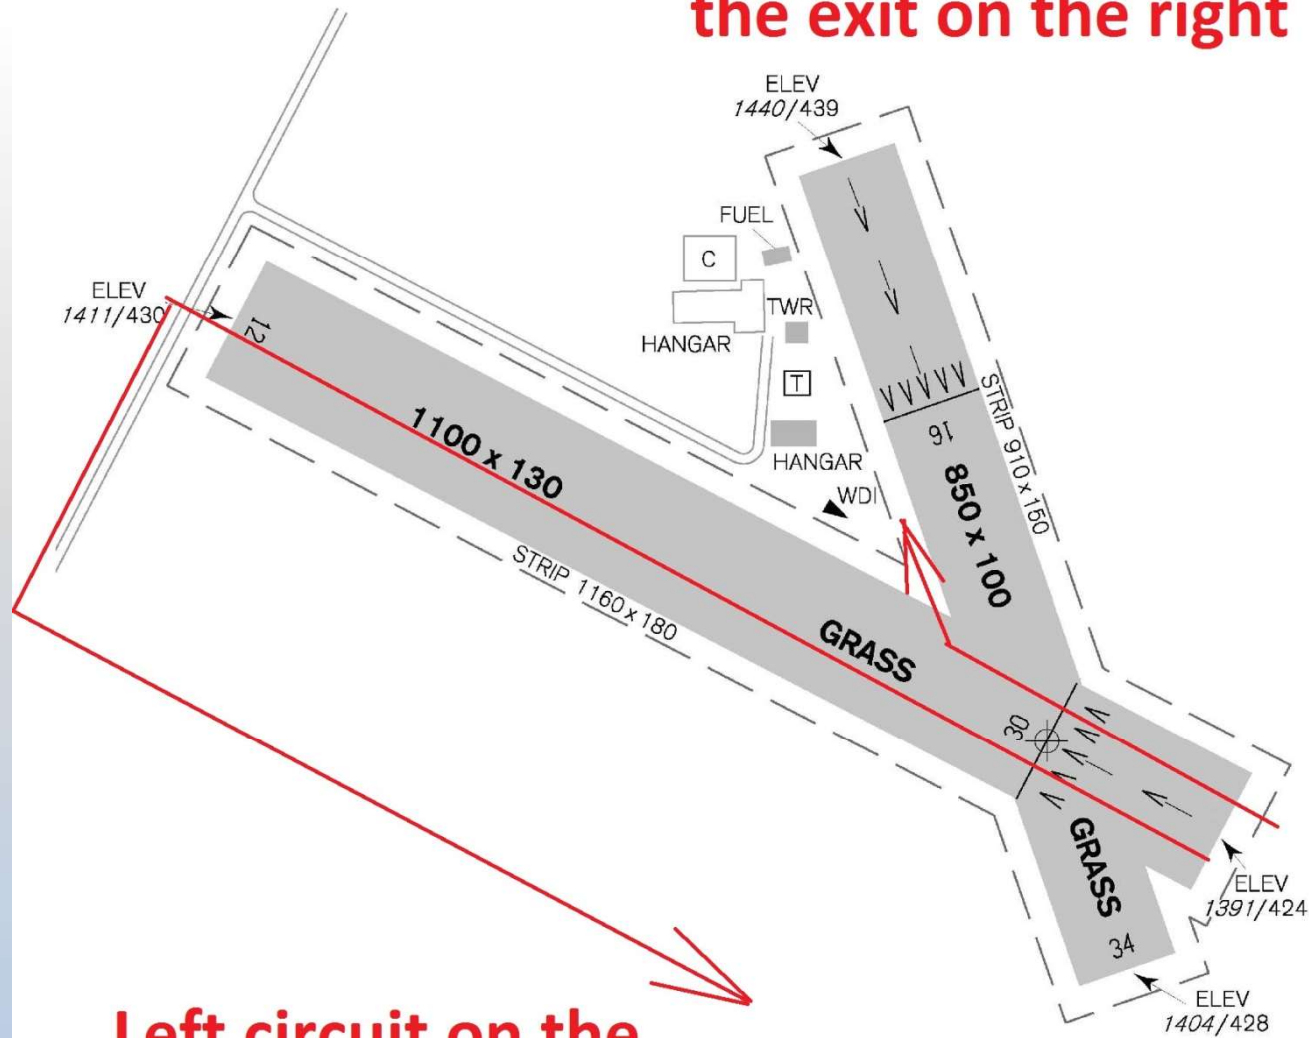 the exit on the right
ELEV
1440/439
FUEL
C
ELEV
1411/430
TWR
HANGAR
12
T
STRIP 910 x 150
16
1100 x 130
HANGAR
850 x 100
WDI
STRIP 1160 x 180
GRASS
30
GRASS
ELEV
1391/424
34
ELEV
1404/428
Left circuit on the